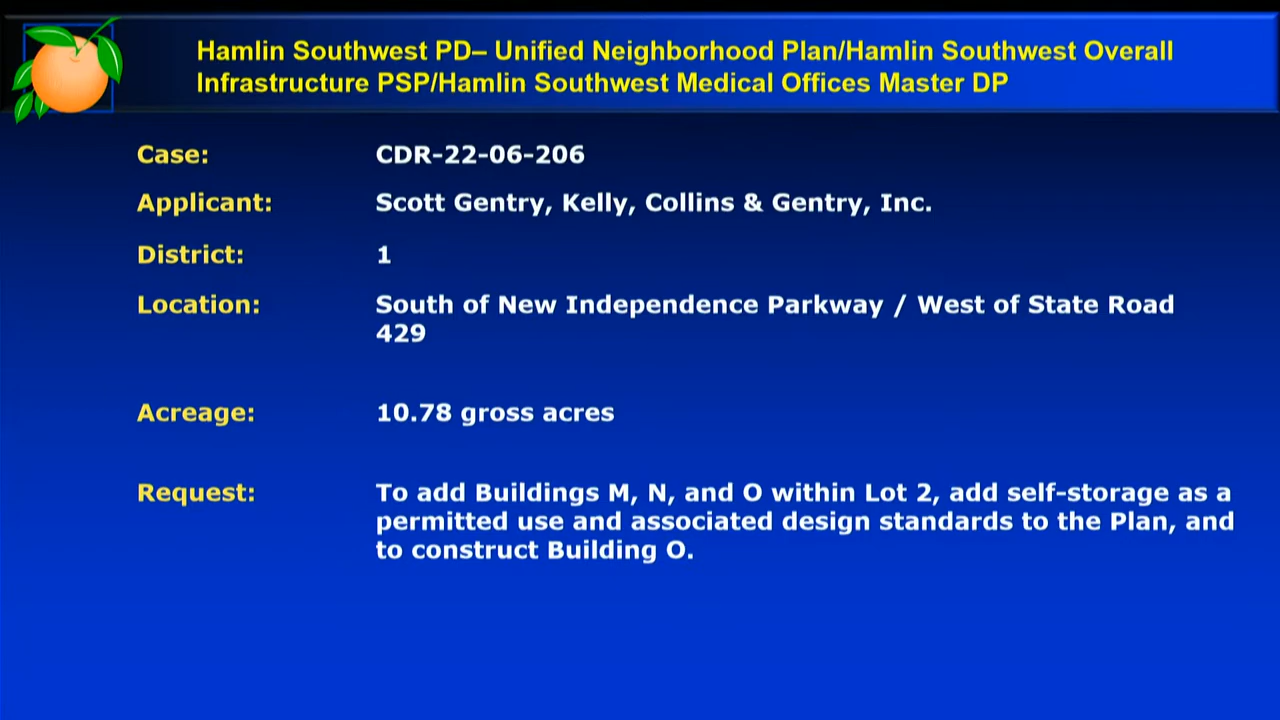 Hamlin Southwest PD– Unified Neighborhood Plan/Hamlin Southwest Overall
Infrastructure PSP/Hamlin Southwest Medical Offices Master DP
Case: CDR-22-06-206
Applicant: Scott Gentry, Kelly, Collins & Gentry, Inc.
District: 1
Location: South of New Independence Parkway / West of State Road
429
Acreage: 10.78 gross acres
Request: To add Buildings M, N, and O within Lot 2, add self-storage as a
permitted use and associated design standards to the Plan, and
to construct Building O.